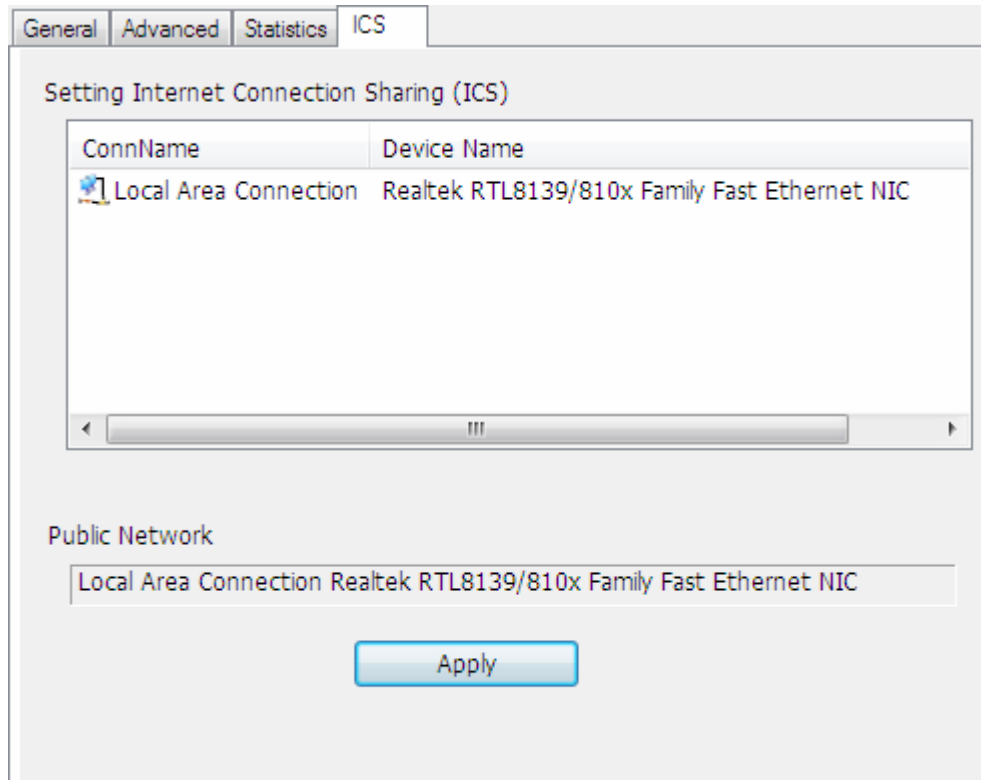 General Advanced Statistics ICS
Setting Internet Connection Sharing (ICS)
ConnName Device Name
Local Area Connection Realtek RTL8139/810x Family Fast Ethernet NIC
Public Network
Local Area Connection Realtek RTL8139/810x Family Fast Ethernet NIC
Apply